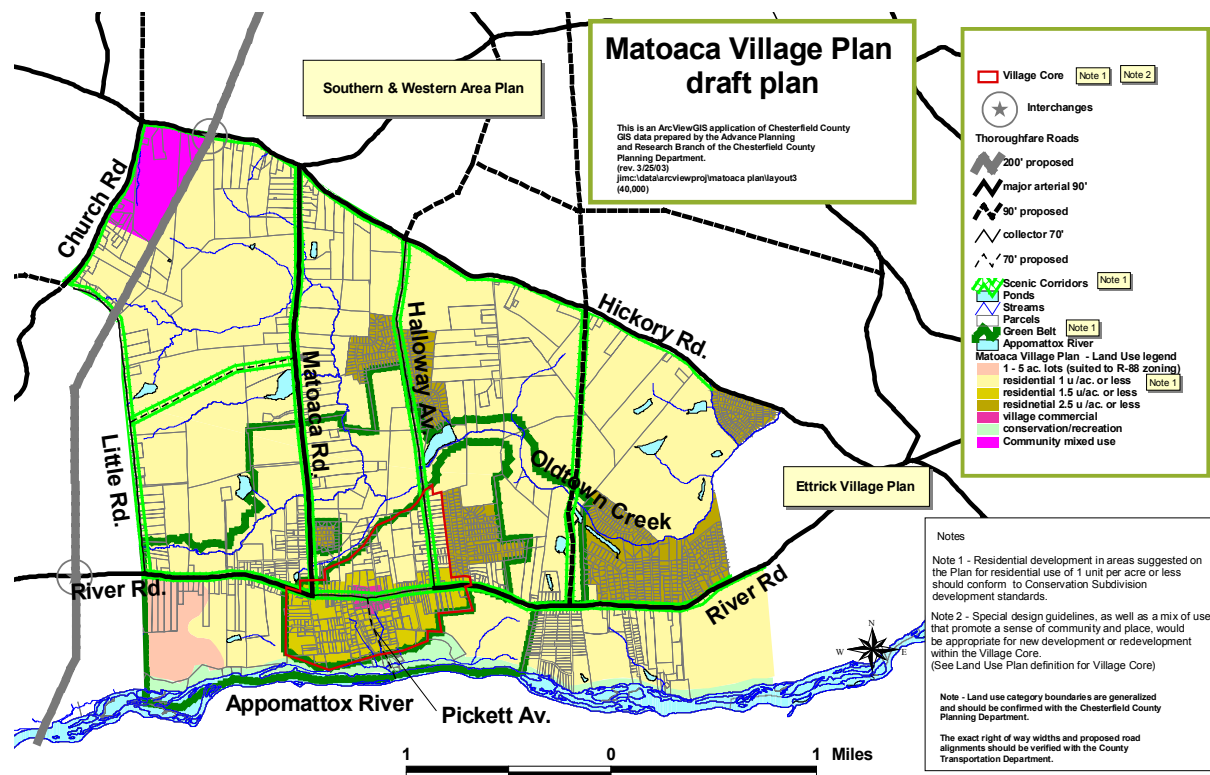 Matoaca Village Plan
draft plan
This is an ArcViewGIS application of Chesterfield County
GIS data prepared by the Advance Planning
and Research Branch of the Chesterfield County
Planning Department.
(rev. 3/25/03)
jimc:\data\arcviewproj\matoaca plan\layout3
(40,000)
Southern & Western Area Plan
Village Core
Note 1
Note 2
Interchanges
Thoroughfare Roads
200' proposed
major arterial 90'
90' proposed
collector 70'
70' proposed
Scenic Corridors
Note 1
Ponds
Streams
Parcels
Green Belt
Note 1
Appomattox River
Matoaca Village Plan - Land Use legend
1 - 5 ac. lots (suited to R-88 zoning)
residential 1 u/ac. or less
Note 1
residential 1.5 u/ac. or less
residnetial 2.5 u /ac. or less
village commercial
conservation/recreation
Community mixed use
Church Rd
Hickory Rd.
Halloway Av.
Matoaca Rd.
Little Rd.
Oldtown Creek
Ettrick Village Plan
River Rd.
River Rd
Appomattox River
Pickett Av.
N
W
E
S
Notes
Note 1 - Residential development in areas suggested on
the Plan for residential use of 1 unit per acre or less
should conform to Conservation Subdivision
development standards.
Note 2 - Special design guidelines, as well as a mix of use
that promote a sense of community and place, would
be appropriate for new development or redevelopment
within the Village Core.
(See Land Use Plan definition for Village Core)
Note - Land use category boundaries are generalized
and should be confirmed with the Chesterfield County
Planning Department.
The exact right of way widths and proposed road
alignments should be verified with the County
Transportation Department.
1 0 1 Miles